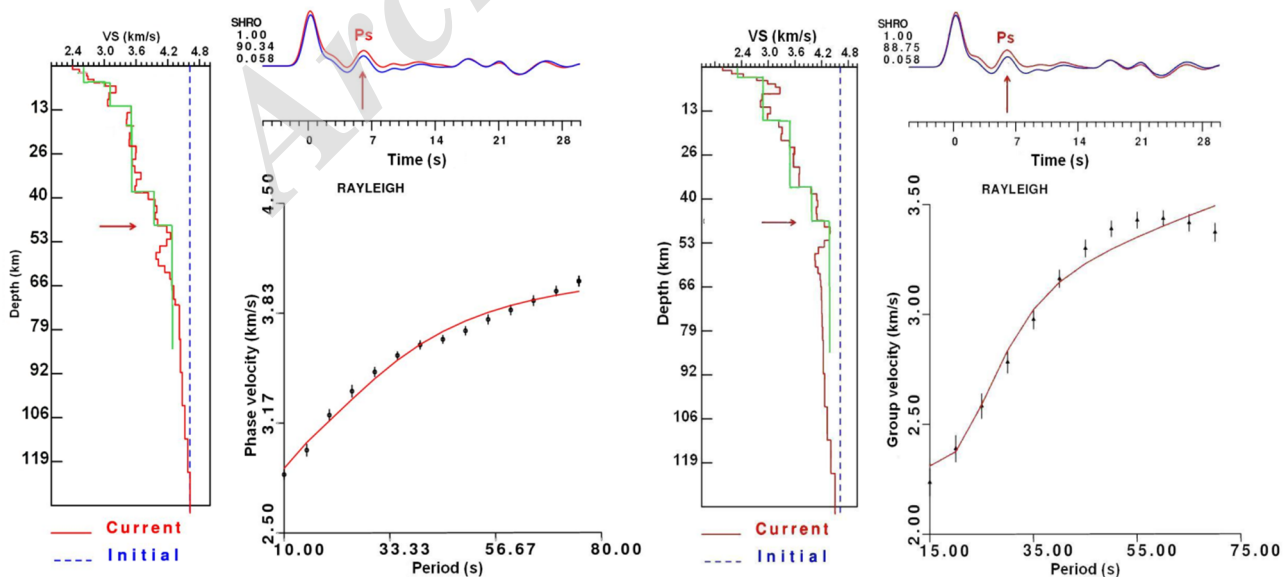 VS (km/s)
2.4 3.0 3.6 4.2 4.8
13
26
40
53
66
79
92
106
119
Depth (km)
Current
Initial
SHRO
1.00
90.34
0.058
Ps
0 7 14 21 28
Time (s)
RAYLEIGH
4.50
3.83
3.17
2.50
Phase velocity (km/s)
10.00 33.33 56.67 80.00
Period (s)
Arc
VS (km/s)
2.4 3.0 3.6 4.2 4.8
13
26
40
53
66
79
92
106
119
Depth (km)
Current
Initial
SHRO
1.00
88.75
0.058
Ps
0 7 14 21 28
Time (s)
RAYLEIGH
3.50
3.00
2.50
2.00
Group velocity (km/s)
15.00 35.00 55.00 75.00
Period (s)